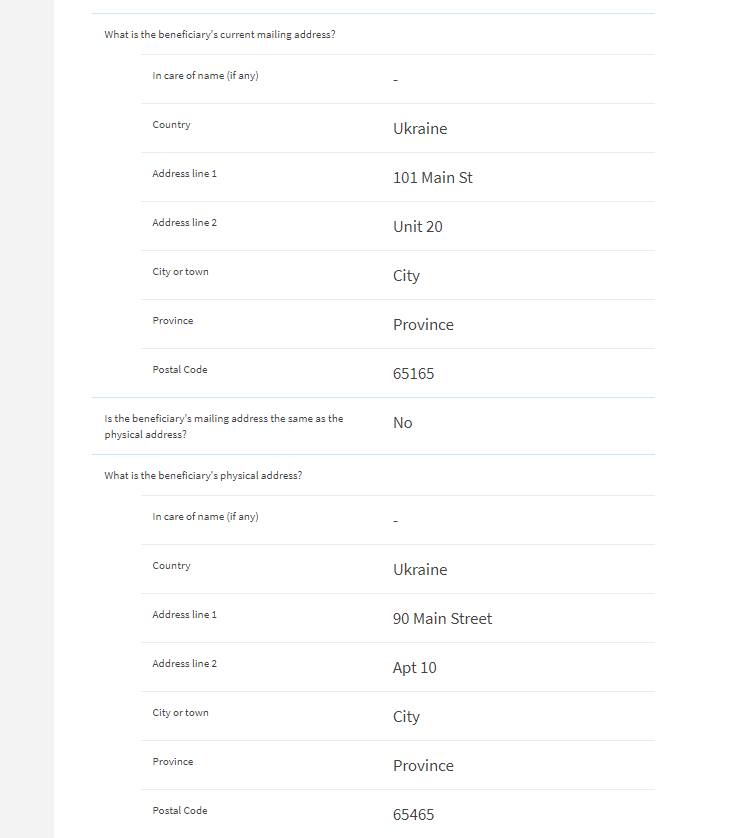 What is the beneficiary's current mailing address?
In care of name (if any) -
Country Ukraine
Address line 1 101 Main St
Address line 2 Unit 20
City or town City
Province Province
Postal Code 65165
Is the beneficiary's mailing address the same as the No
physical address?
What is the beneficiary's physical address?
In care of name (if any) -
Country Ukraine
Address line 1 90 Main Street
Address line 2 Apt 10
City or town City
Province Province
Postal Code 65465